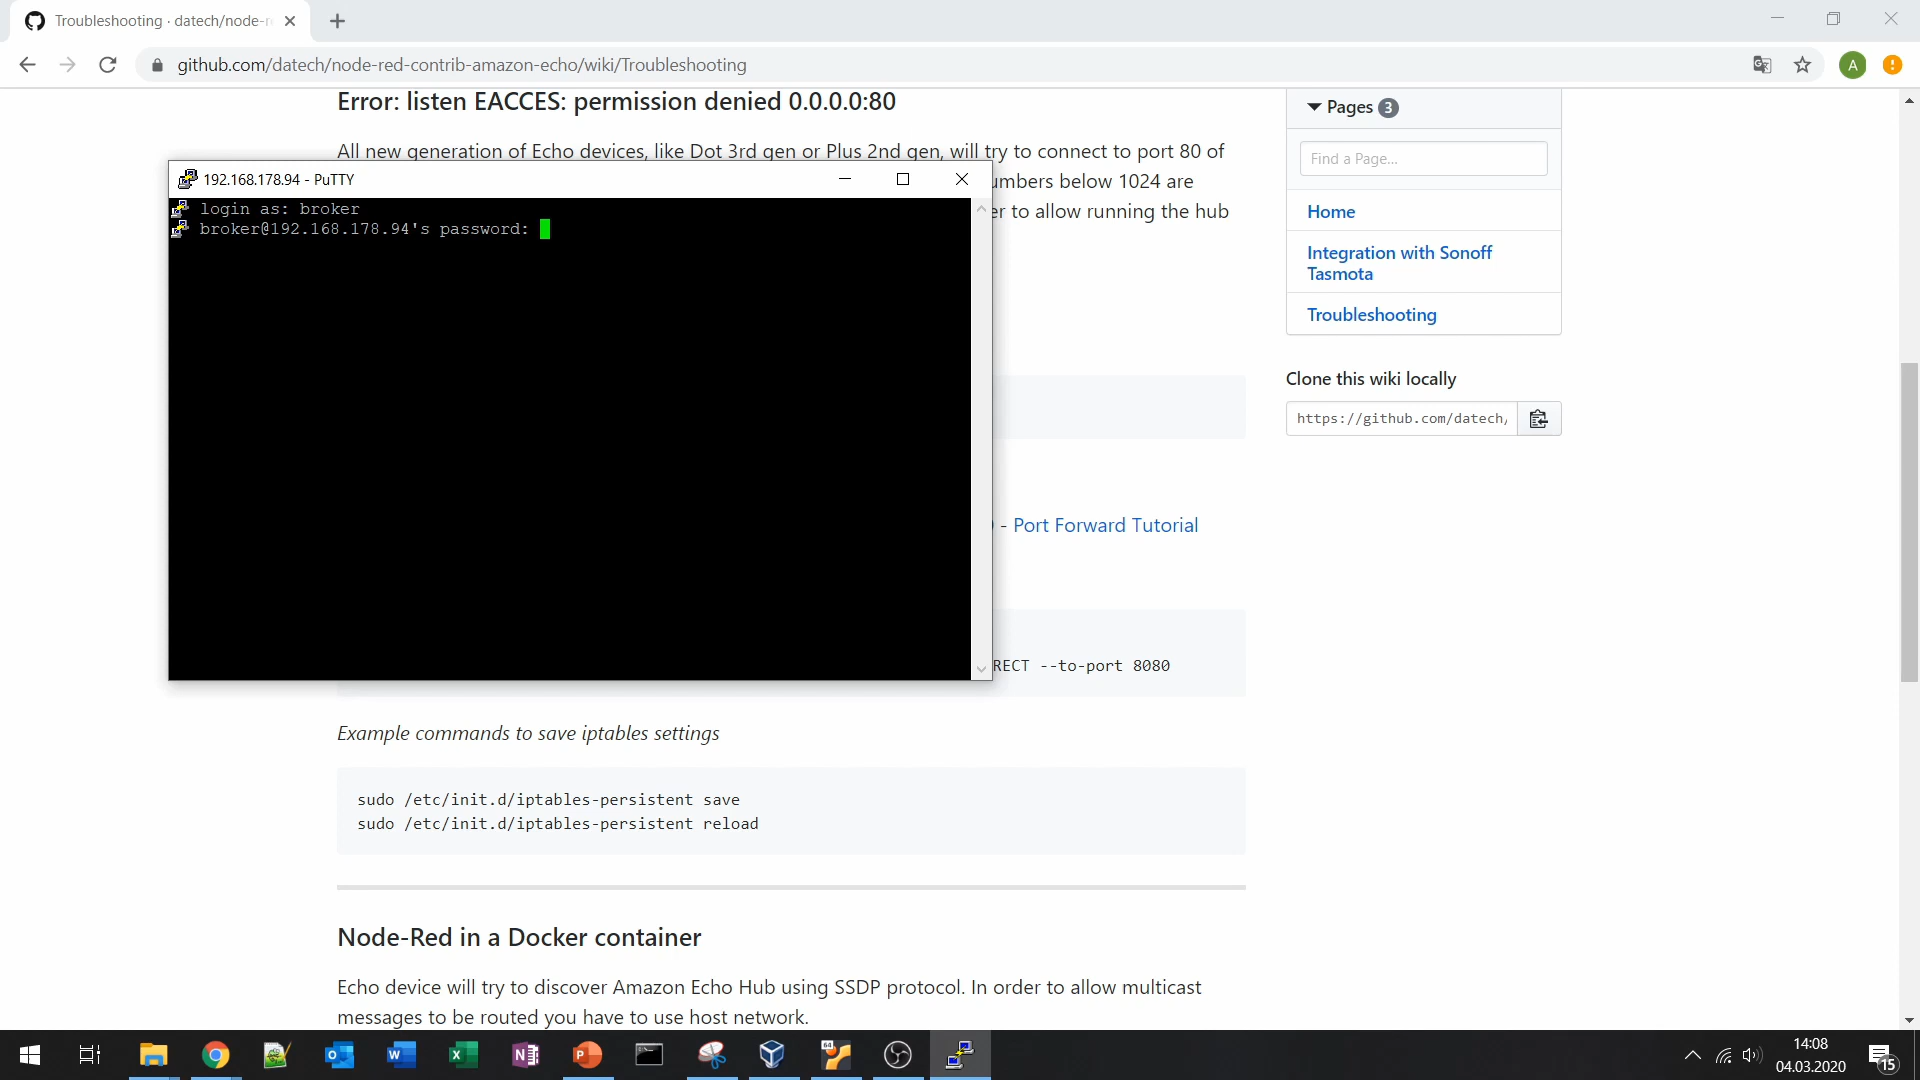 Troubleshooting · datech/node-r
github.com/datech/node-red-contrib-amazon-echo/wiki/Troubleshooting
A
Error: listen EACCES: permission denied 0.0.0.0:80
All new generation of Echo devices, like Dot 3rd gen or Plus 2nd gen, will try to connect to port 80 of
umbers below 1024 are
er to allow running the hub
192.168.178.94 - PuTTY
login as: broker
broker@192.168.178.94's password:
- Port Forward Tutorial
RECT --to-port 8080
Example commands to save iptables settings
sudo /etc/init.d/iptables-persistent save
sudo /etc/init.d/iptables-persistent reload
Node-Red in a Docker container
Echo device will try to discover Amazon Echo Hub using SSDP protocol. In order to allow multicast
messages to be routed you have to use host network.
Pages 3
Find a Page...
Home
Integration with Sonoff
Tasmota
Troubleshooting
Clone this wiki locally
https://github.com/datech/
14:08
04.03.2020
15